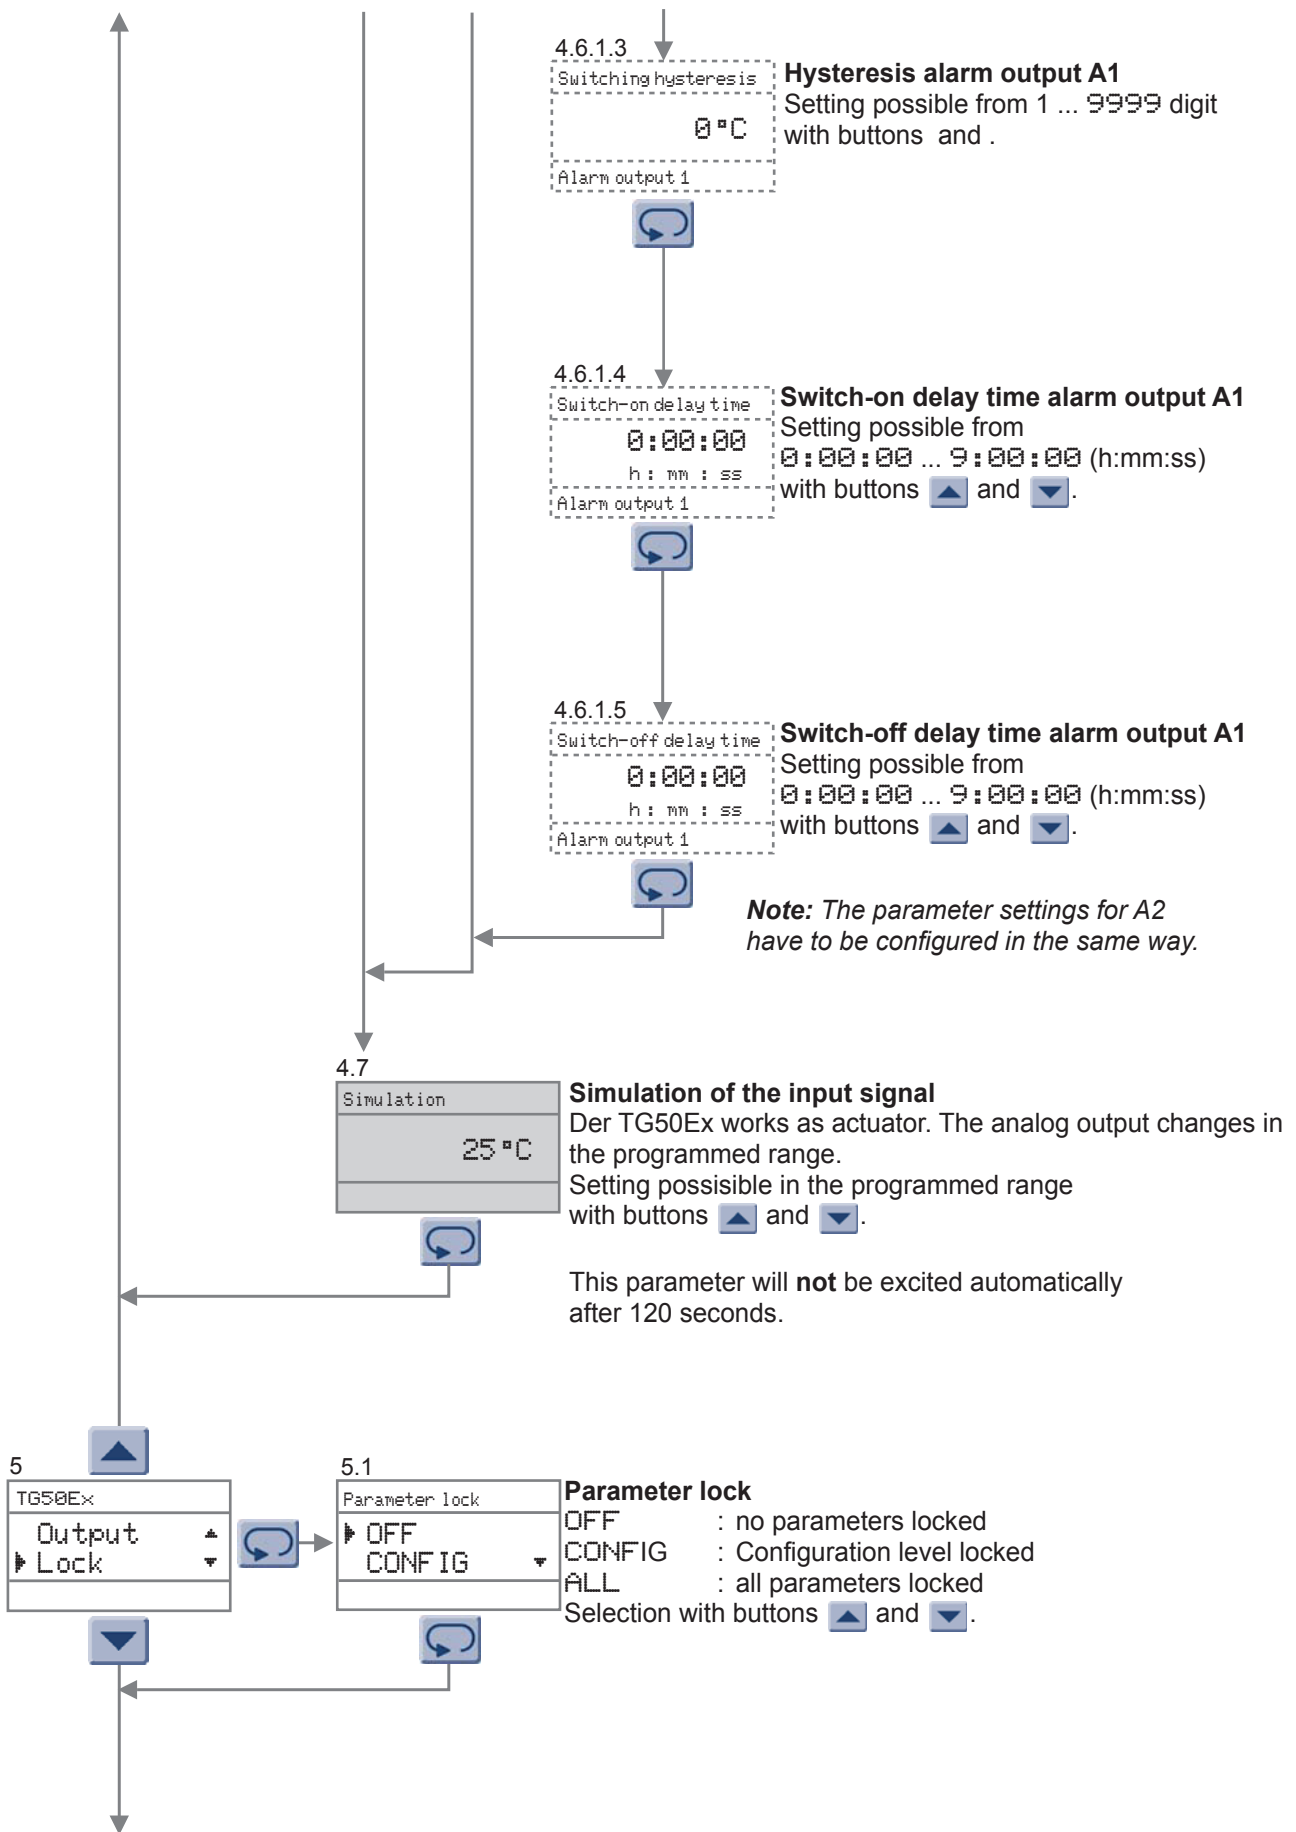 4.6.1.3
Switching hysteresis
0°C
Alarm output 1
Hysteresis alarm output A1
Setting possible from 1 ... 9999 digit
with buttons  and .
4.6.1.4
Switch-on delay time
0:00:00
h: mm : ss
Alarm output 1
Switch-on delay time alarm output A1
Setting possible from
0:00:00 ... 9:00:00 (h:mm:ss)
with buttons and .
4.6.1.5
Switch-off delay time
0:00:00
h: mm : ss
Alarm output 1
Switch-off delay time alarm output A1
Setting possible from
0:00:00 ... 9:00:00 (h:mm:ss)
with buttons and .
Note: The parameter settings for A2
have to be configured in the same way.
4.7
Simulation
25°C
Simulation of the input signal
Der TG50Ex works as actuator. The analog output changes in
the programmed range.
Setting possisible in the programmed range
with buttons and .
This parameter will not be excited automatically
after 120 seconds.
5
TG50Ex
Output
Lock
5.1
Parameter lock
OFF
CONFIG
Parameter lock
OFF : no parameters locked
CONFIG : Configuration level locked
ALL : all parameters locked
Selection with buttons and .